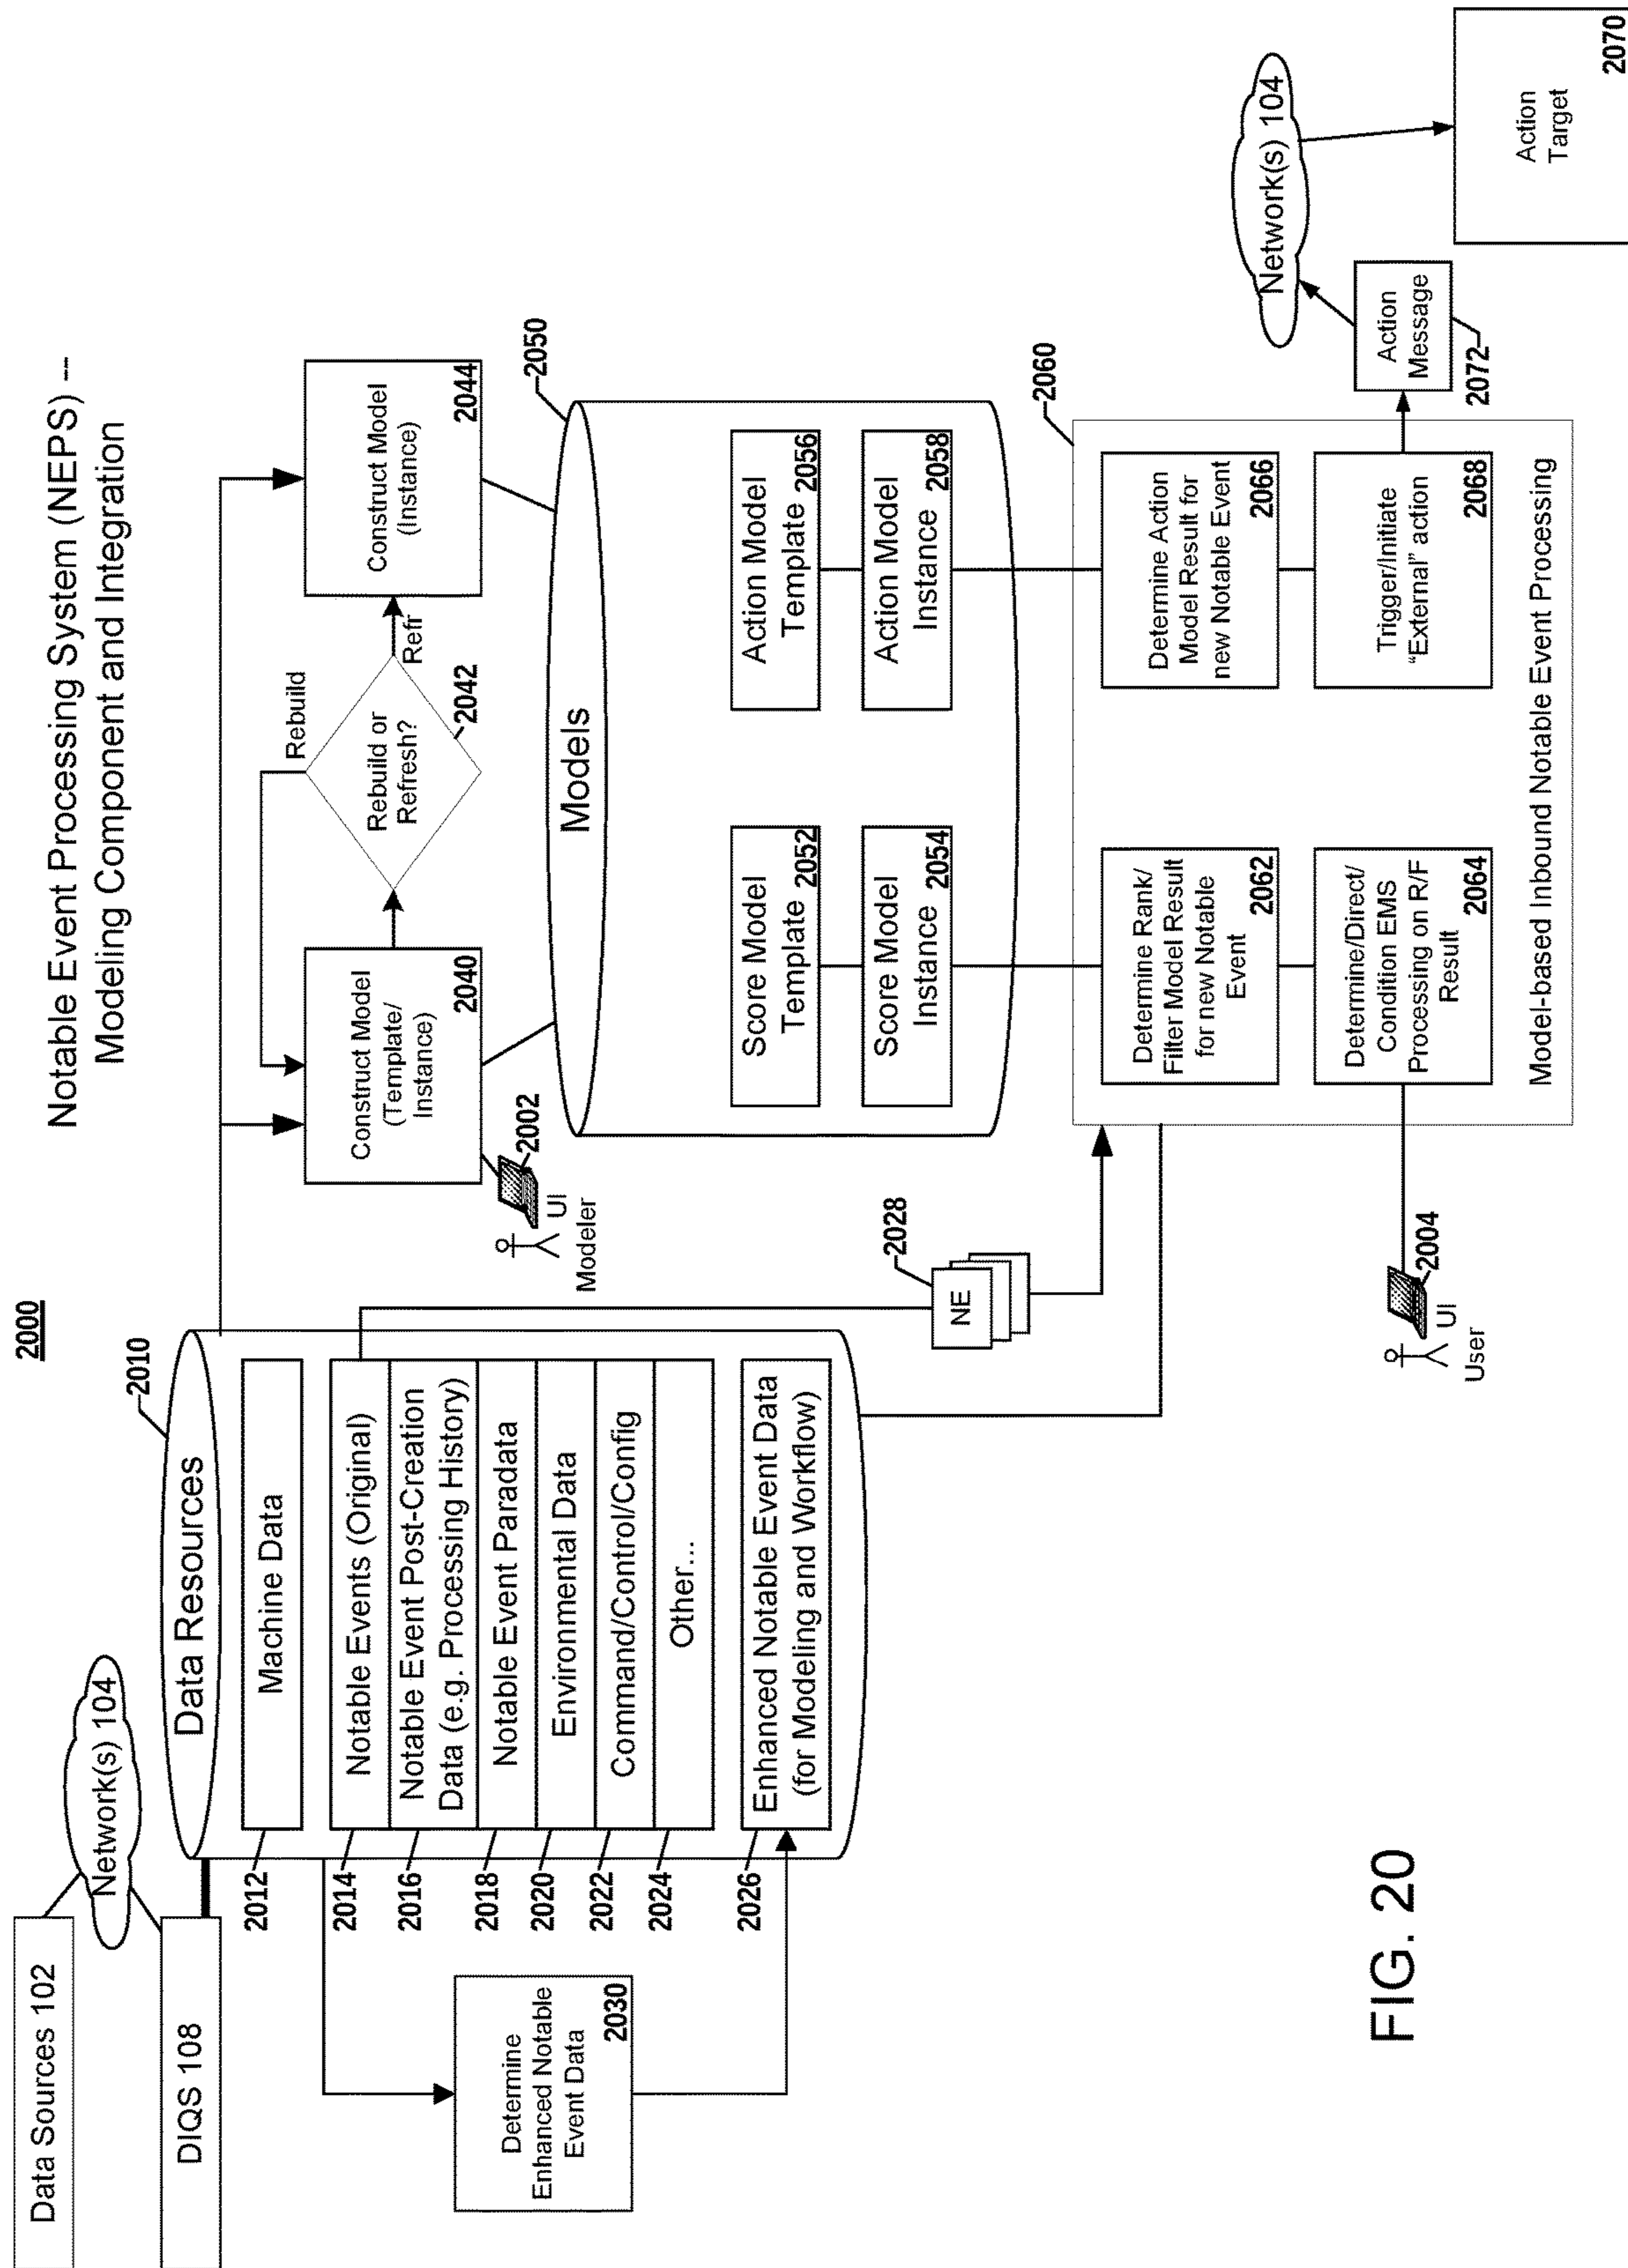 Notable Event Processing System (NEPS) --
Modeling Component and Integration
2000
Data Sources 102
Network(s) 104
DIQS 108
2010
Data Resources
Machine Data
2012
Notable Events (Original)
2014
Notable Event Post-Creation
Data (e.g. Processing History)
2016
Notable Event Paradata
2018
Environmental Data
2020
Command/Control/Config
2022
Other...
2024
Enhanced Notable Event Data
(for Modeling and Workflow)
2026
Determine
Enhanced Notable
Event Data
2030
NE
2028
Construct Model
(Template/
Instance)
2040
2002
UI
Modeler
Rebuild
Rebuild or
Refresh?
2042
Refr
Construct Model
(Instance)
2044
2050
Models
Score Model
Template 2052
Score Model
Instance 2054
Action Model
Template 2056
Action Model
Instance 2058
2060
Determine Rank/
Filter Model Result
for new Notable
Event
2062
Determine/Direct/
Condition EMS
Processing on R/F
Result
2064
Determine Action
Model Result for
new Notable Event
2066
Trigger/Initiate
“External” action
2068
Model-based Inbound Notable Event Processing
2004
UI
User
Action
Message
2072
Network(s) 104
Action
Target
2070
FIG. 20